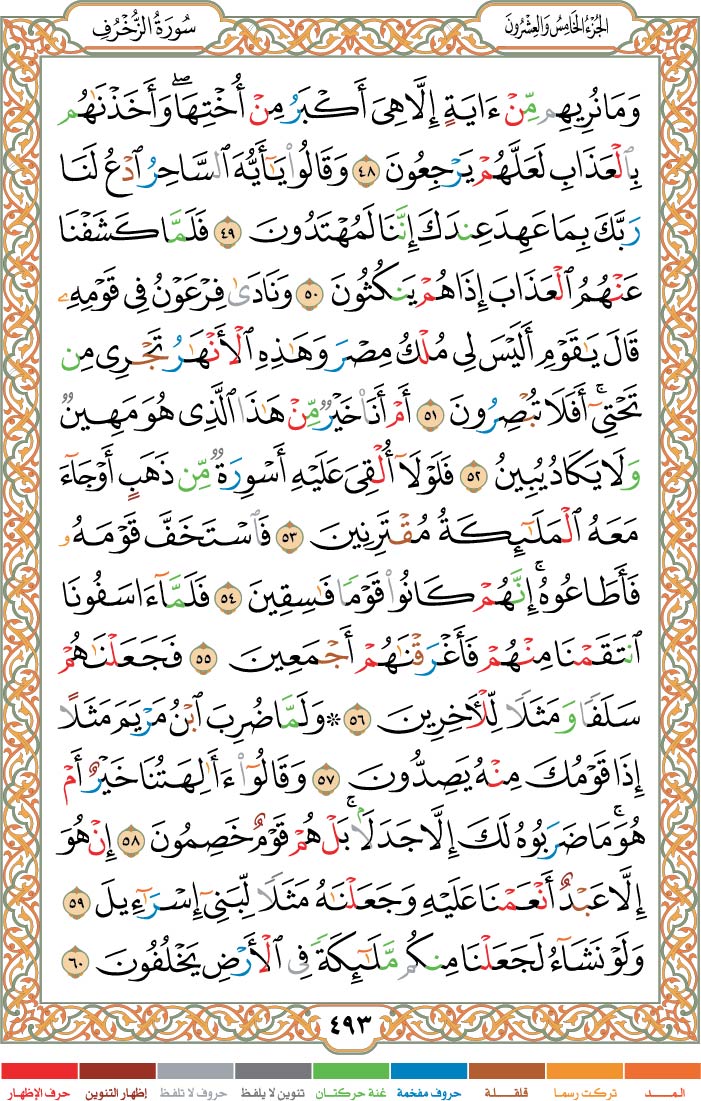 الجُزْءُ الخَامِسُ وَالعِشْرُونَ
سُورَةُ الزُّخْرُفِ
وَمَا نُرِيهِم مِّنْ ءَايَةٍ إِلَّا هِىَ أَكْبَرُ مِنْ أُخْتِهَا ۖ وَأَخَذْنَـٰهُم
بِٱلْعَذَابِ لَعَلَّهُمْ يَرْجِعُونَ ٤٨ وَقَالُوا۟ يَـٰٓأَيُّهَ ٱلسَّاحِرُ ٱدْعُ لَنَا
رَبَّكَ بِمَا عَهِدَ عِندَكَ إِنَّنَا لَمُهْتَدُونَ ٤٩ فَلَمَّا كَشَفْنَا
عَنْهُمُ ٱلْعَذَابَ إِذَا هُمْ يَنكُثُونَ ٥٠ وَنَادَىٰ فِرْعَوْنُ فِى قَوْمِهِۦ
قَالَ يَـٰقَوْمِ أَلَيْسَ لِى مُلْكُ مِصْرَ وَهَـٰذِهِ ٱلْأَنْهَـٰرُ تَجْرِى مِن
تَحْتِىٓ ۖ أَفَلَا تُبْصِرُونَ ٥١ أَمْ أَنَا۠ خَيْرٌ مِّنْ هَـٰذَا ٱلَّذِى هُوَ مَهِينٌ
وَلَا يَكَادُ يُبِينُ ٥٢ فَلَوْلَآ أُلْقِىَ عَلَيْهِ أَسْوِرَةٌ مِّن ذَهَبٍ أَوْ جَآءَ
مَعَهُ ٱلْمَلَـٰٓئِكَةُ مُقْتَرِنِينَ ٥٣ فَٱسْتَخَفَّ قَوْمَهُۥ
فَأَطَاعُوهُ ۚ إِنَّهُمْ كَانُوا۟ قَوْمًا فَـٰسِقِينَ ٥٤ فَلَمَّآ ءَاسَفُونَا
ٱنتَقَمْنَا مِنْهُمْ فَأَغْرَقْنَـٰهُمْ أَجْمَعِينَ ٥٥ فَجَعَلْنَـٰهُمْ
سَلَفًا وَمَثَلًا لِّلْـَٔاخِرِينَ ٥٦ * وَلَمَّا ضُرِبَ ٱبْنُ مَرْيَمَ مَثَلًا
إِذَا قَوْمُكَ مِنْهُ يَصِدُّونَ ٥٧ وَقَالُوٓا۟ ءَأَـٰلِهَتُنَا خَيْرٌ أَمْ
هُوَ ۚ مَا ضَرَبُوهُ لَكَ إِلَّا جَدَلًۢا ۚ بَلْ هُمْ قَوْمٌ خَصِمُونَ ٥٨ إِنْ هُوَ
إِلَّا عَبْدٌ أَنْعَمْنَا عَلَيْهِ وَجَعَلْنَـٰهُ مَثَلًا لِّبَنِىٓ إِسْرَٰٓءِيلَ ٥٩
وَلَوْ نَشَآءُ لَجَعَلْنَا مِنكُم مَّلَـٰٓئِكَةً فِى ٱلْأَرْضِ يَخْلُفُونَ ٦٠
٤٩٣
المــد تركت رسما قلقلة حروف مفخمة غنة حركتان تنوين لا يلفظ حروف لا تلفظ إظهار التنوين حرف الإظهار